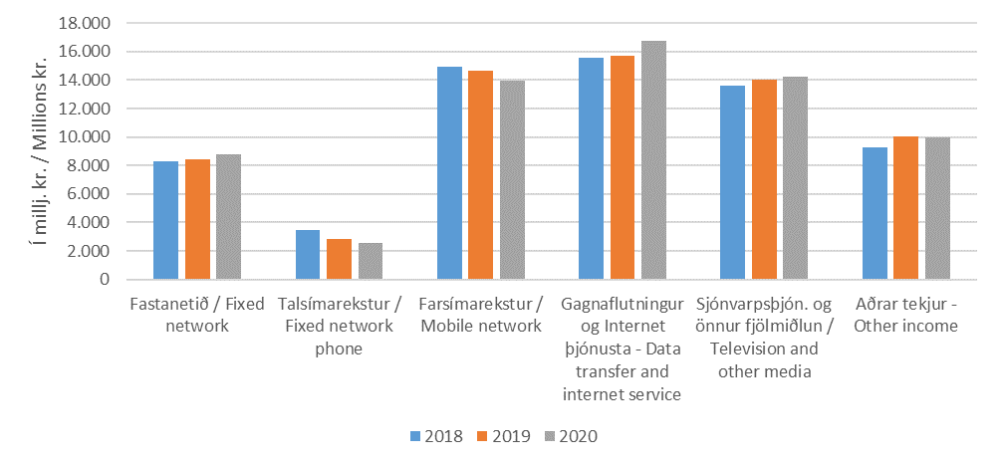 Í millj. kr. / Millions kr.
18.000
16.000
14.000
12.000
10.000
8.000
6.000
4.000
2.000
0
Fastanetið / Fixed
network
Talsímarekstur /
Fixed network
phone
Farsímarekstur /
Mobile network
Gagnaflutningur
og Internet
þjónusta - Data
transfer and
internet service
Sjónvarpsþjón. og
önnur fjölmiðlun /
Television and
other media
Aðrar tekjur -
Other income
2018 2019 2020